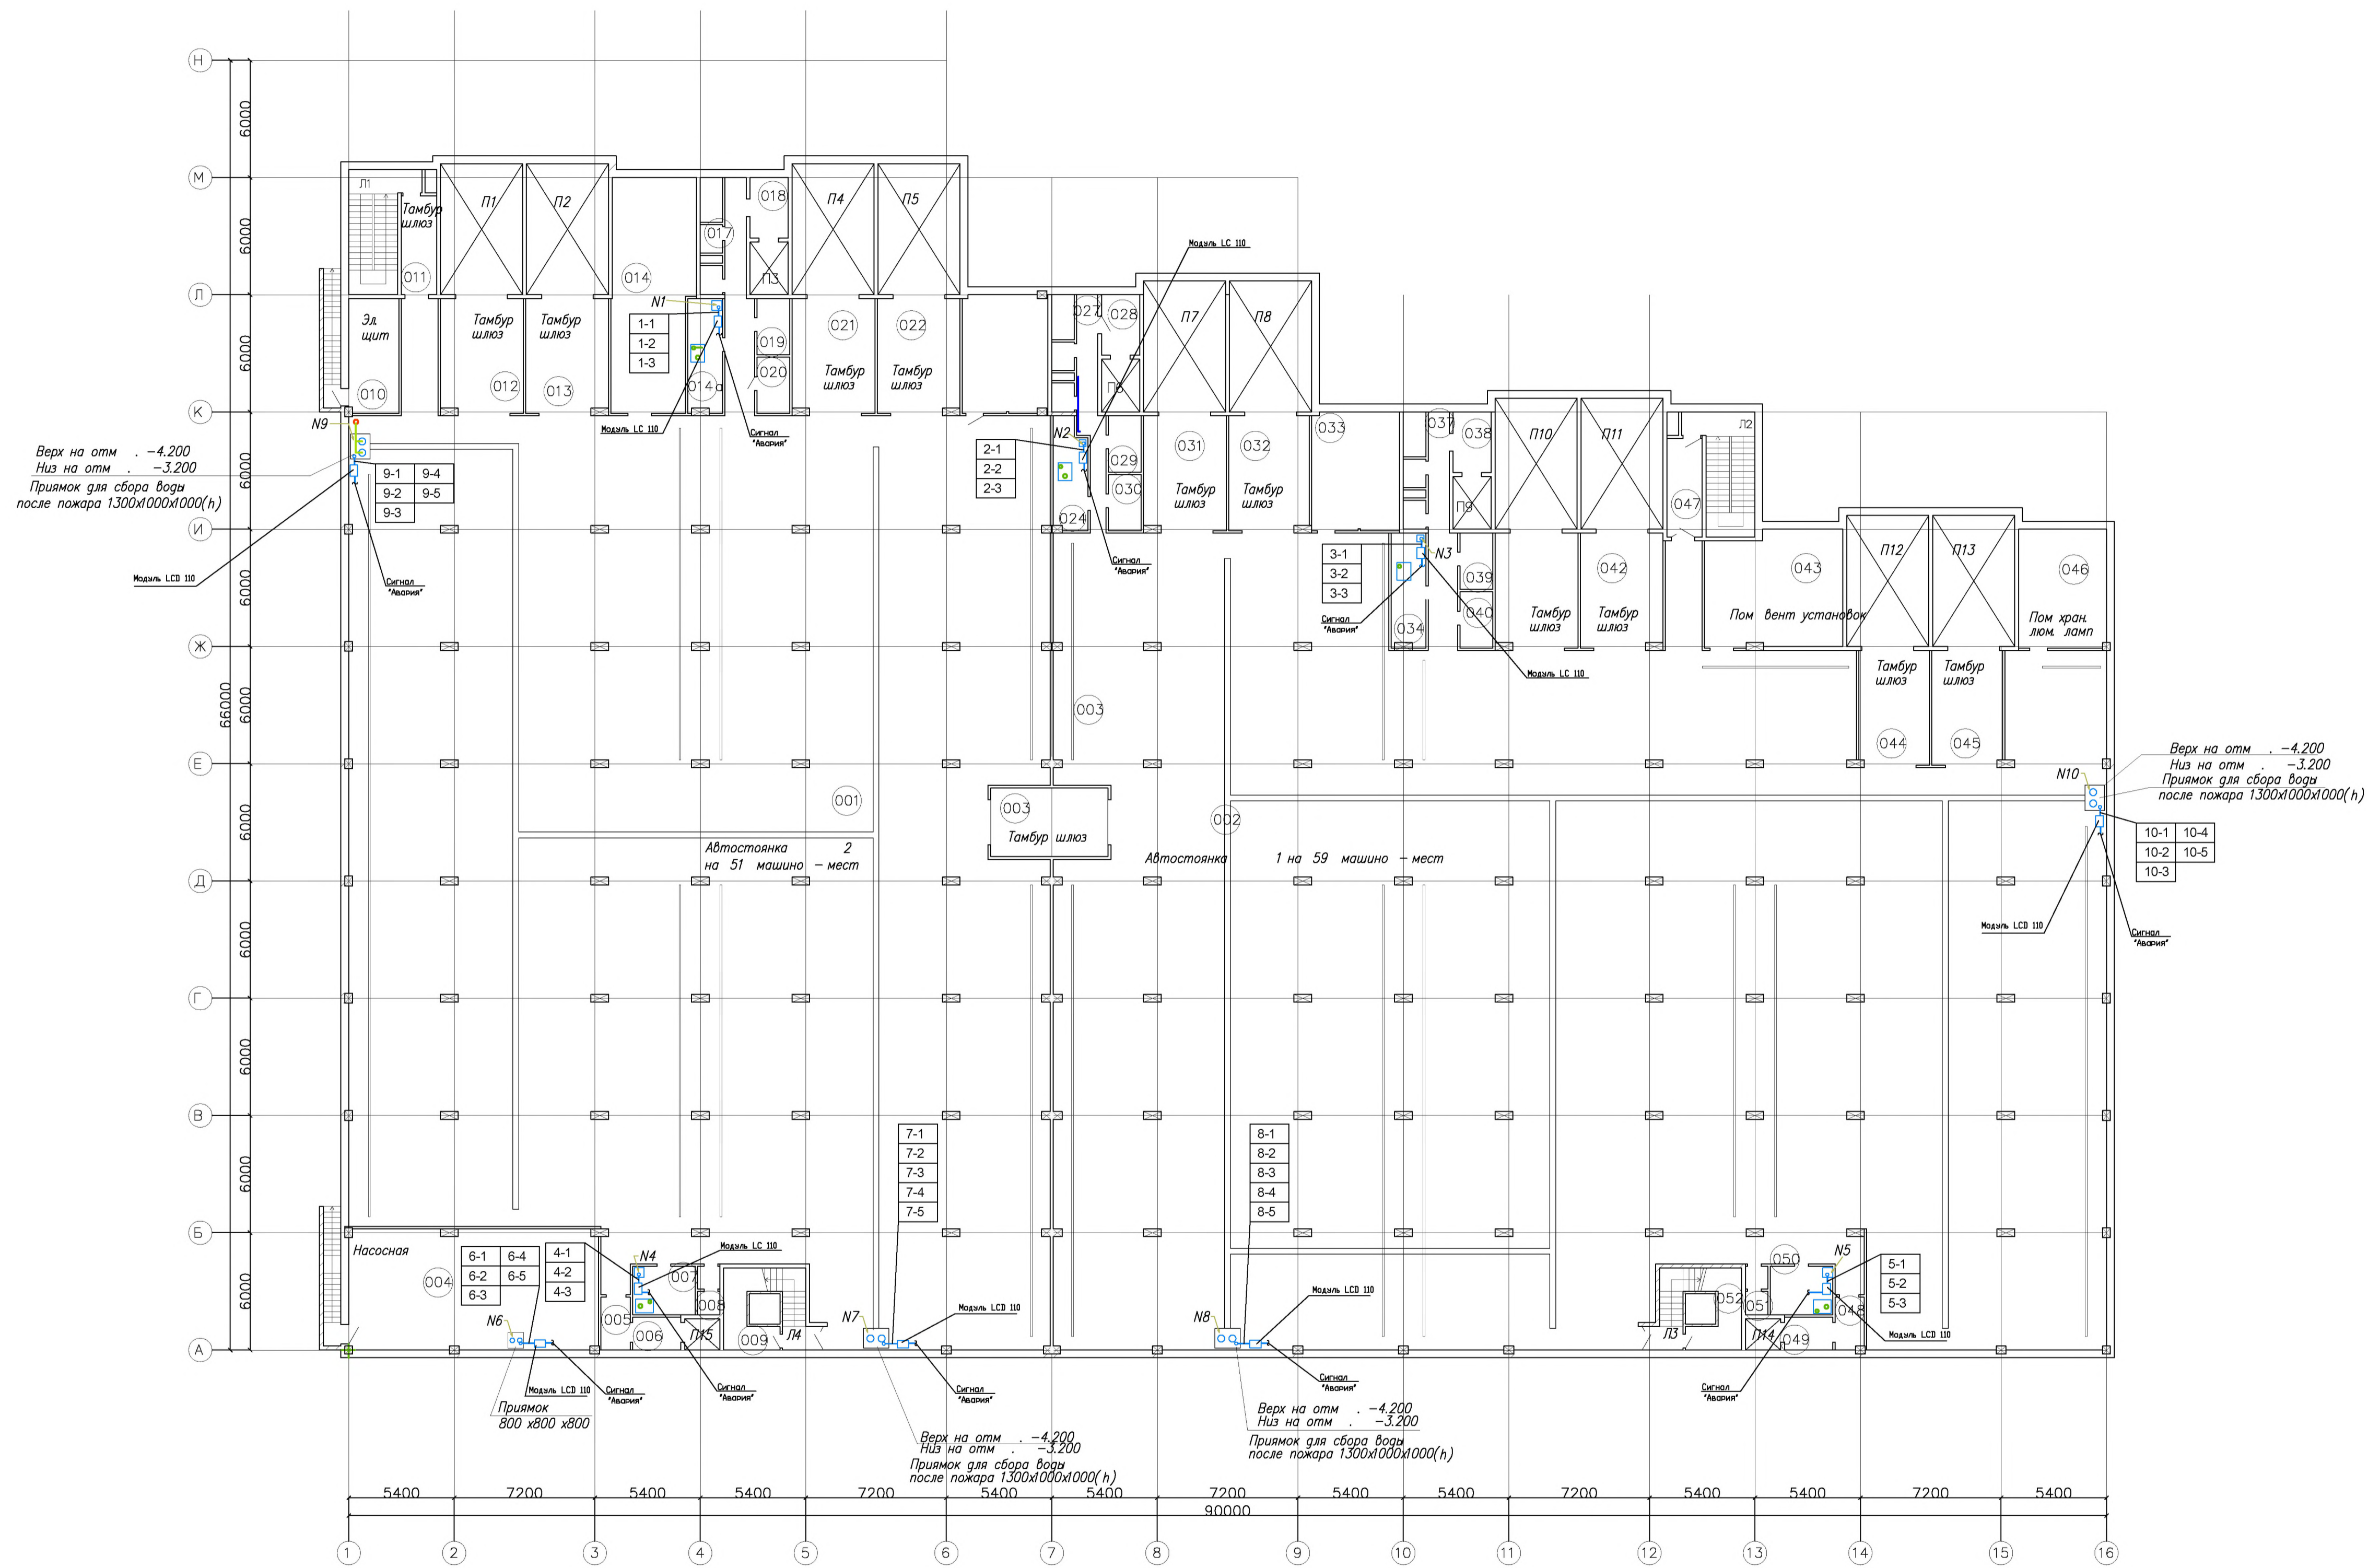 Н
6000
М
Л1
Тамбур
шлюз
П1
П2
018
017
П4
П5
6000
011
014
П3
Модуль LC 110
Л
N1
Эл.
щит
Тамбур
шлюз
Тамбур
шлюз
1-1
1-2
1-3
019
020
021
022
Тамбур
шлюз
Тамбур
шлюз
027
028
П7
П8
П6
6000
010
012
013
014а
К
N9
Модуль LC 110
Сигнал
"Авария"
N2
2-1
2-2
2-3
029
030
024
031
032
033
Тамбур
шлюз
Тамбур
шлюз
037
038
П9
П10
П11
Л2
047
Верх на отм . -4.200
Низ на отм . -3.200
Приямок для сбора воды
после пожара 1300х1000х1000(h)
6000
9-1 9-4
9-2 9-5
9-3
И
Модуль LCD 110
Сигнал
"Авария"
Сигнал
"Авария"
3-1
3-2
3-3
N3
039
040
034
Сигнал
"Авария"
042
Тамбур
шлюз
Тамбур
шлюз
043
Пом вент установок
П12
П13
046
Пом хран.
люм. ламп
6000
Ж
Модуль LC 110
Тамбур
шлюз
Тамбур
шлюз
66000
6000
003
044
045
Е
Верх на отм . -4.200
Низ на отм . -3.200
Приямок для сбора воды
после пожара 1300х1000х1000(h)
N10
001
003
Тамбур шлюз
002
6000
10-1 10-4
10-2 10-5
10-3
Автостоянка 2
на 51 машино - мест
Автостоянка 1 на 59 машино - мест
Д
Модуль LCD 110
Сигнал
"Авария"
6000
Г
6000
В
7-1
7-2
7-3
7-4
7-5
8-1
8-2
8-3
8-4
8-5
6000
Б
Насосная
004
6-1 6-4
6-2 6-5
6-3
4-1
4-2
4-3
N4
Модуль LC 110
007
008
005
006
П15
009
Л4
N6
N7
Модуль LCD 110
N8
Модуль LCD 110
050
N5
5-1
5-2
5-3
052
051
048
Л3
П14
049
Модуль LCD 110
6000
А
Модуль LCD 110
Сигнал
"Авария"
Сигнал
"Авария"
Сигнал
"Авария"
Сигнал
"Авария"
Сигнал
"Авария"
Приямок
800 х800 х800
Верх на отм . -4.200
Низ на отм . -3.200
Приямок для сбора воды
после пожара 1300х1000х1000(h)
Верх на отм . -4.200
Низ на отм . -3.200
Приямок для сбора воды
после пожара 1300х1000х1000(h)
5400 7200 5400 5400 7200 5400 5400 7200 5400 5400 7200 5400 5400 7200 5400
90000
1 2 3 4 5 6 7 8 9 10 11 12 13 14 15 16